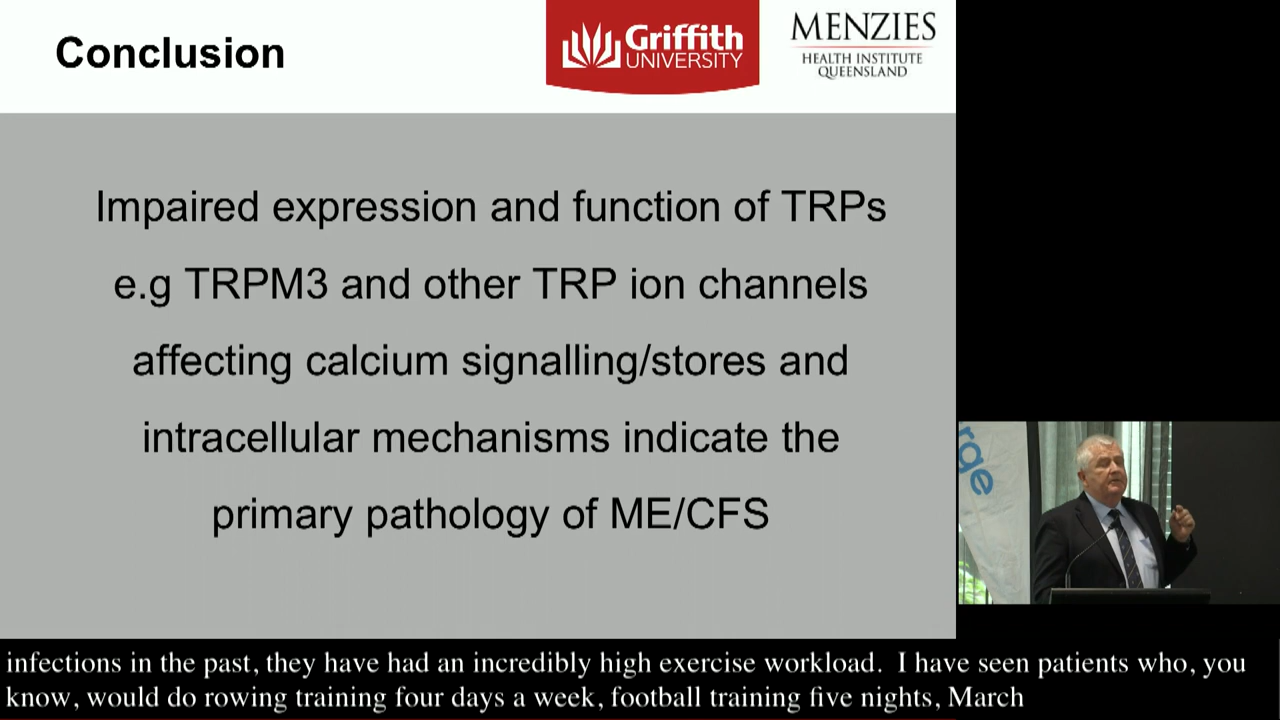 Conclusion
Griffith
UNIVERSITY
MENZIES
HEALTH INSTITUTE
QUEENSLAND
Impaired expression and function of TRPs
e.g TRPM3 and other TRP ion channels
affecting calcium signalling/stores and
intracellular mechanisms indicate the
primary pathology of ME/CFS
rge
infections in the past, they have had an incredibly high exercise workload.  I have seen patients who, you
know, would do rowing training four days a week, football training five nights, March